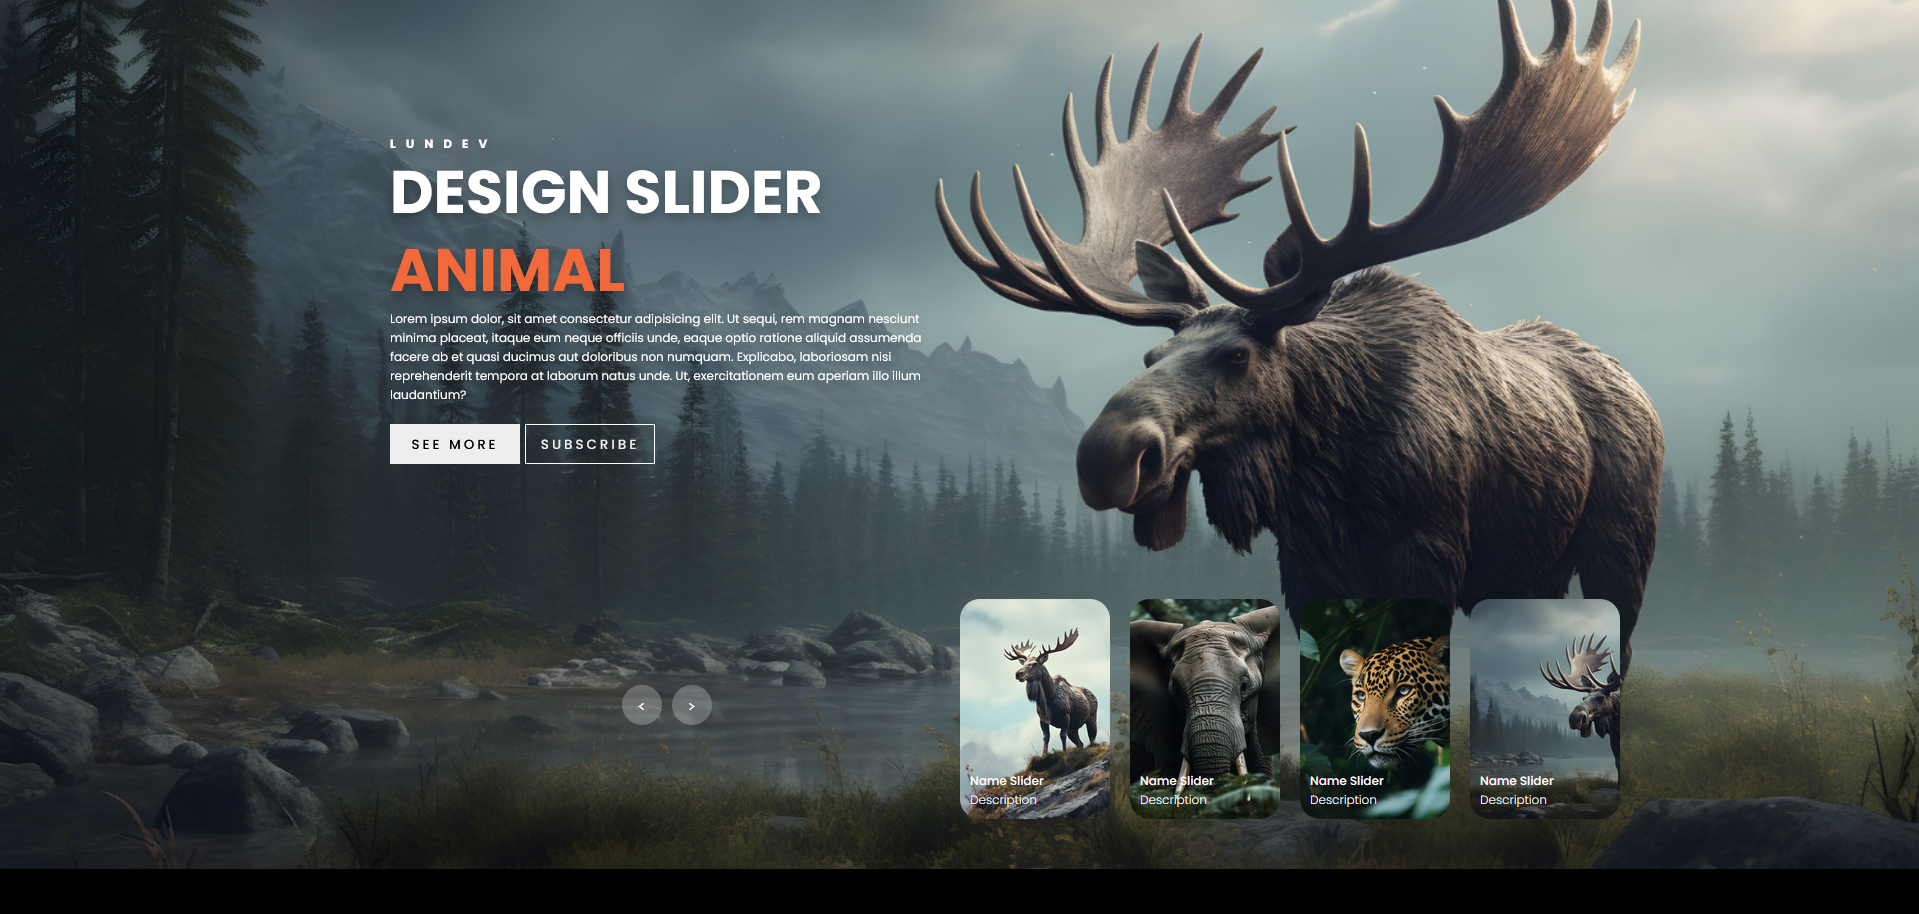 LUNDEV
DESIGN SLIDER
ANIMAL
Lorem ipsum dolor, sit amet consectetur adipisicing elit. Ut sequi, rem magnam nesciunt
minima placeat, itaque eum neque officiis unde, eaque optio ratione aliquid assumenda
facere ab et quasi ducimus aut doloribus non numquam. Explicabo, laboriosam nisi
reprehenderit tempora at laborum natus unde. Ut, exercitationem eum aperiam illo illum
laudantium?
SEE MORE SUBSCRIBE
< >
Name Slider
Description
Name Slider
Description
Name Slider
Description
Name Slider
Description